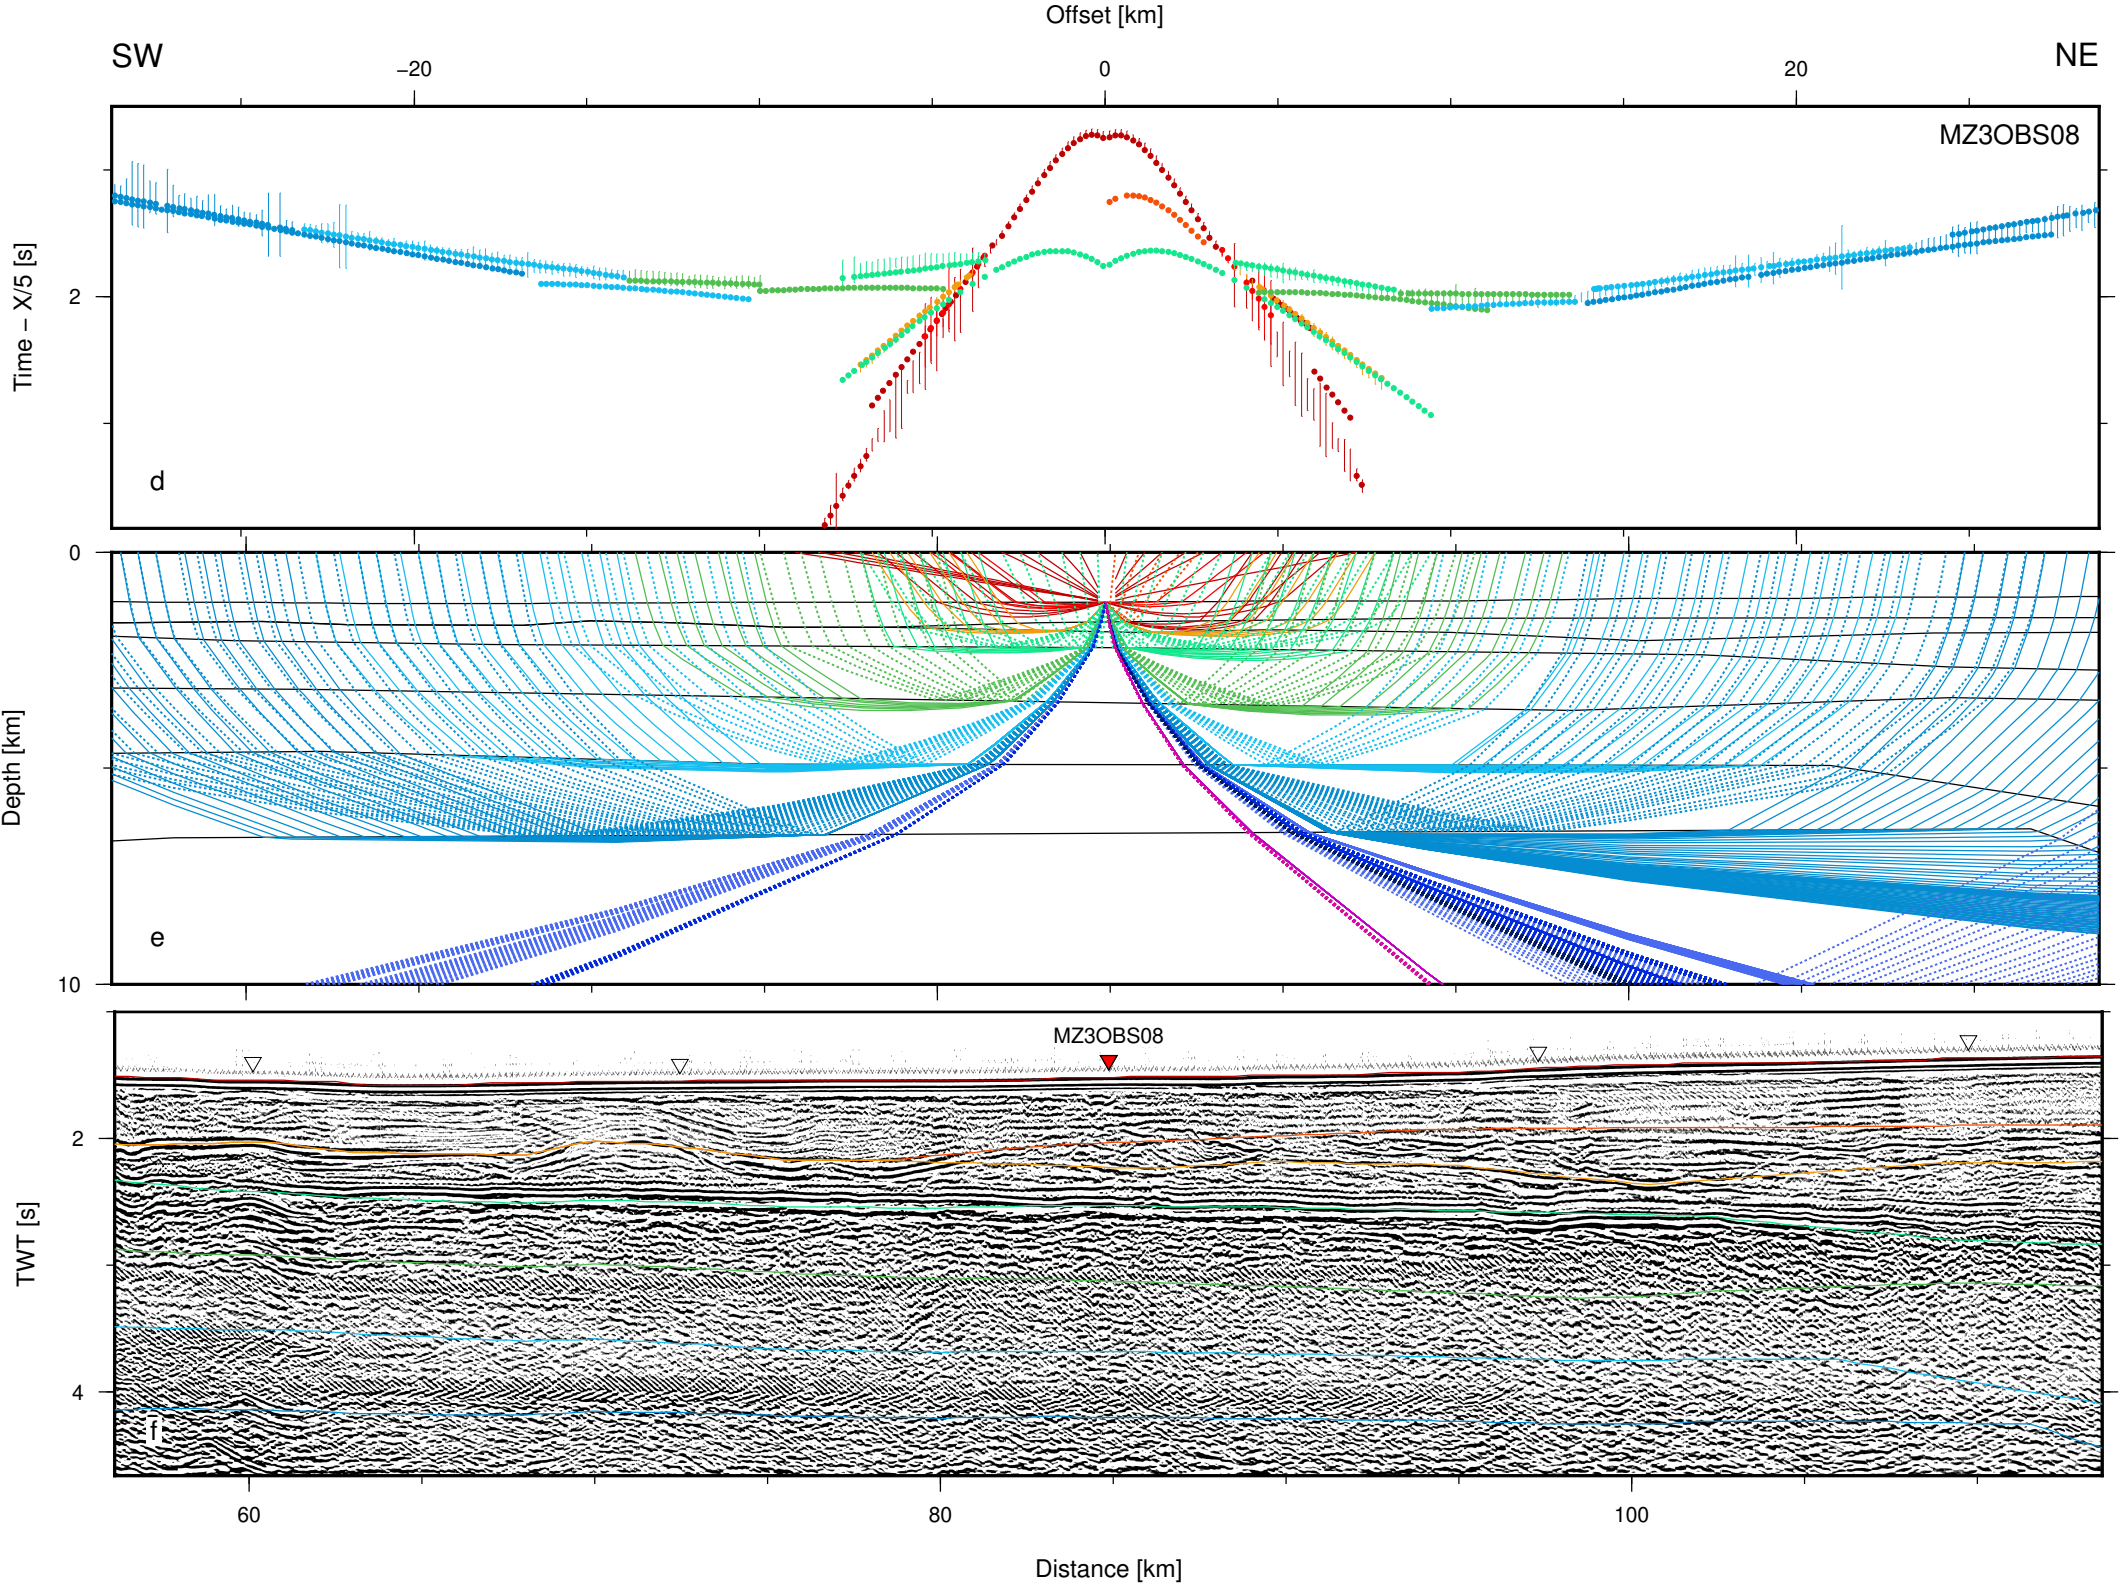 Offset [km]
SW
−20
0
20
NE
MZ3OBS08
Time − X/5 [s]
2
d
0
Depth [km]
e
10
MZ3OBS08
2
TWT [s]
4
f
60
80
100
Distance [km]